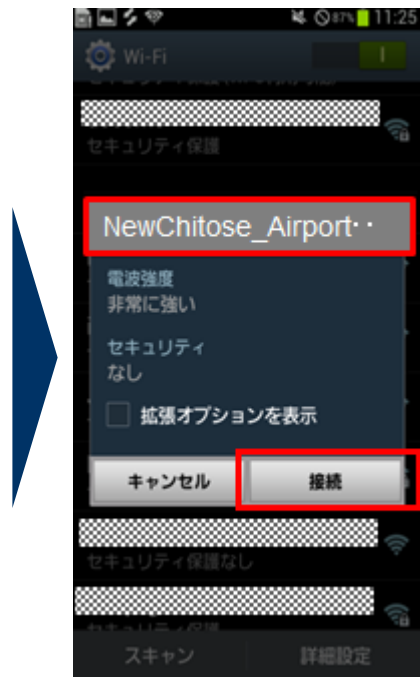 87% 11:25
Wi-Fi
セキュリティ保護
NewChitose_Airport‥
電波強度
非常に強い
セキュリティ
なし
拡張オプションを表示
キャンセル 接続
セキュリティ保護なし
スキャン 詳細設定